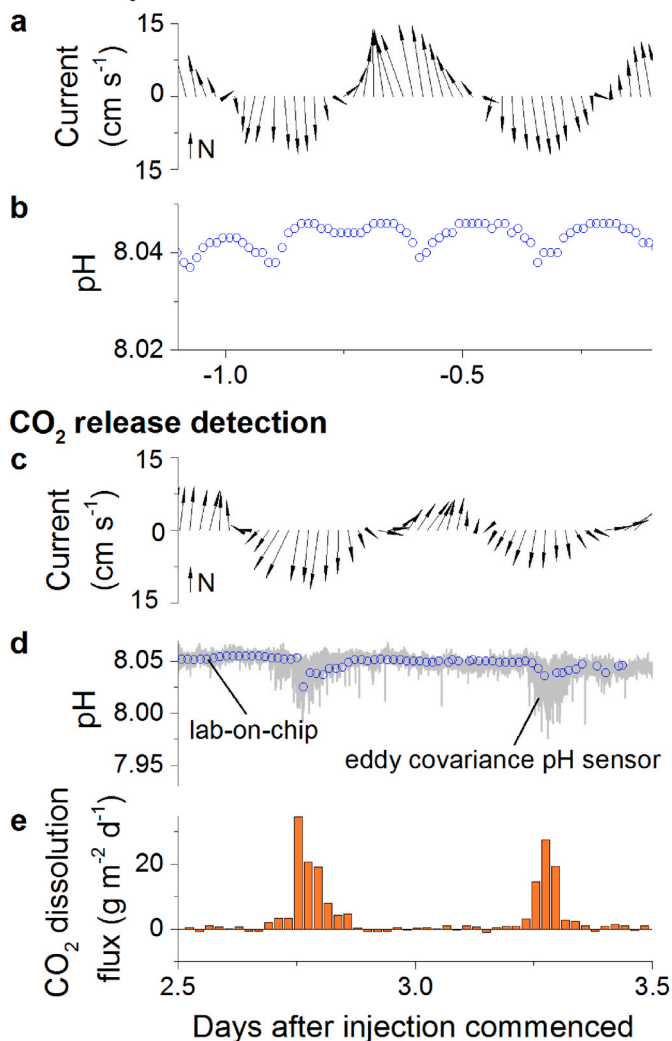 a
15
0
15
Current
(cm s⁻¹)
N
b
8.04
8.02
pH
-1.0
-0.5
CO₂ release detection
c
15
0
15
Current
(cm s⁻¹)
N
d
8.05
8.00
7.95
pH
lab-on-chip
eddy covariance pH sensor
e
20
0
CO₂ dissolution
flux (g m⁻² d⁻¹)
2.5
3.0
3.5
Days after injection commenced